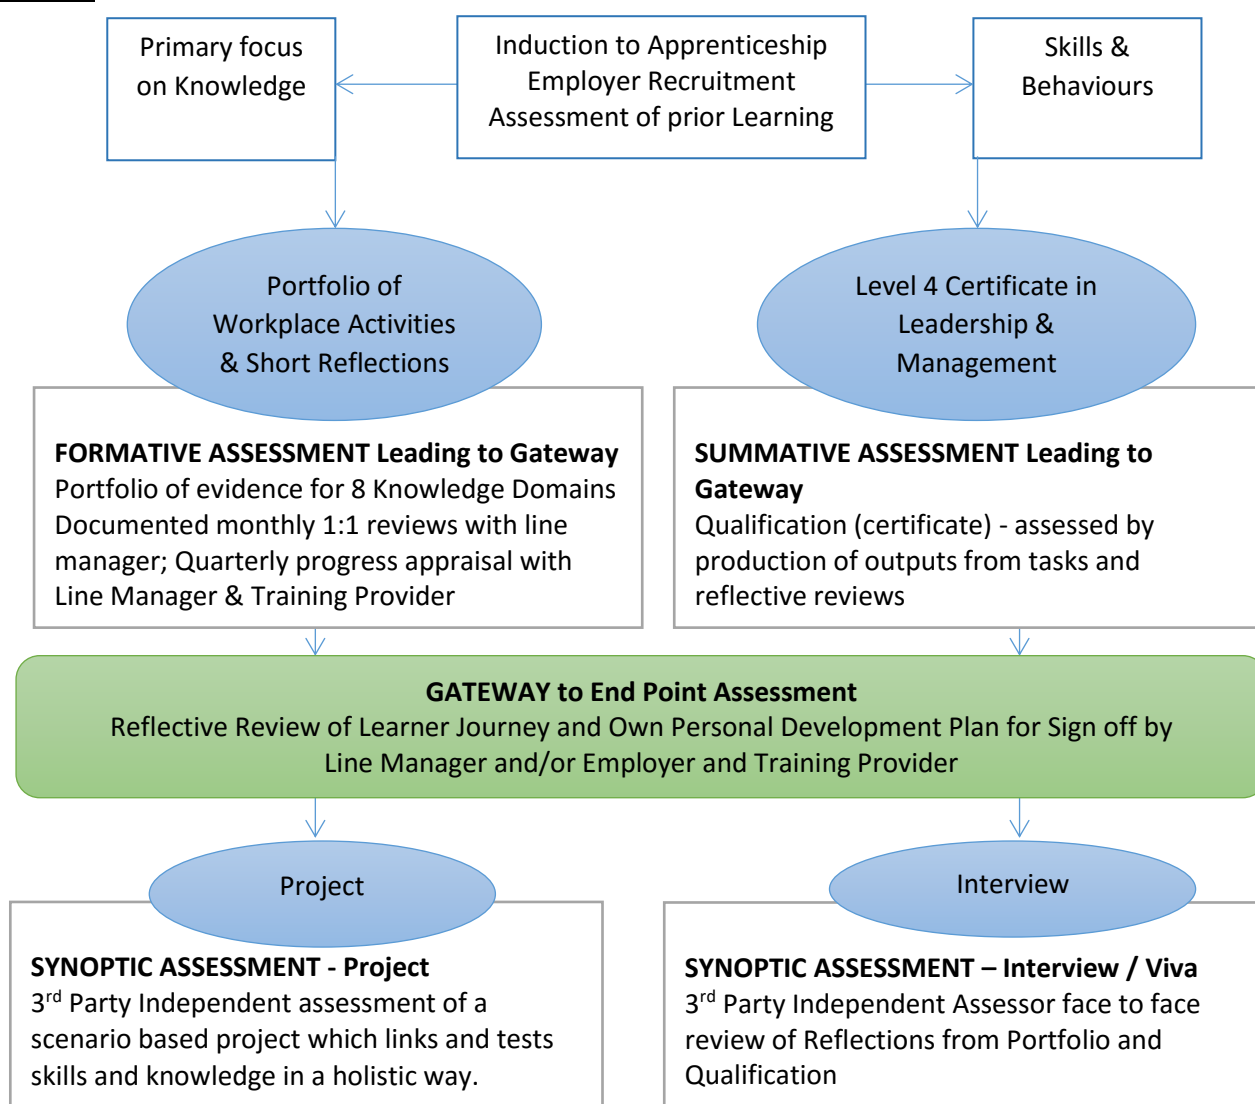 Primary focus
on Knowledge
Induction to Apprenticeship
Employer Recruitment
Assessment of prior Learning
Skills &
Behaviours
Portfolio of
Workplace Activities
& Short Reflections
Level 4 Certificate in
Leadership &
Management
FORMATIVE ASSESSMENT Leading to Gateway
Portfolio of evidence for 8 Knowledge Domains
Documented monthly 1:1 reviews with line
manager; Quarterly progress appraisal with
Line Manager & Training Provider
SUMMATIVE ASSESSMENT Leading to
Gateway
Qualification (certificate) - assessed by
production of outputs from tasks and
reflective reviews
GATEWAY to End Point Assessment
Reflective Review of Learner Journey and Own Personal Development Plan for Sign off by
Line Manager and/or Employer and Training Provider
Project
Interview
SYNOPTIC ASSESSMENT - Project
3rd Party Independent assessment of a
scenario based project which links and tests
skills and knowledge in a holistic way.
SYNOPTIC ASSESSMENT – Interview / Viva
3rd Party Independent Assessor face to face
review of Reflections from Portfolio and
Qualification